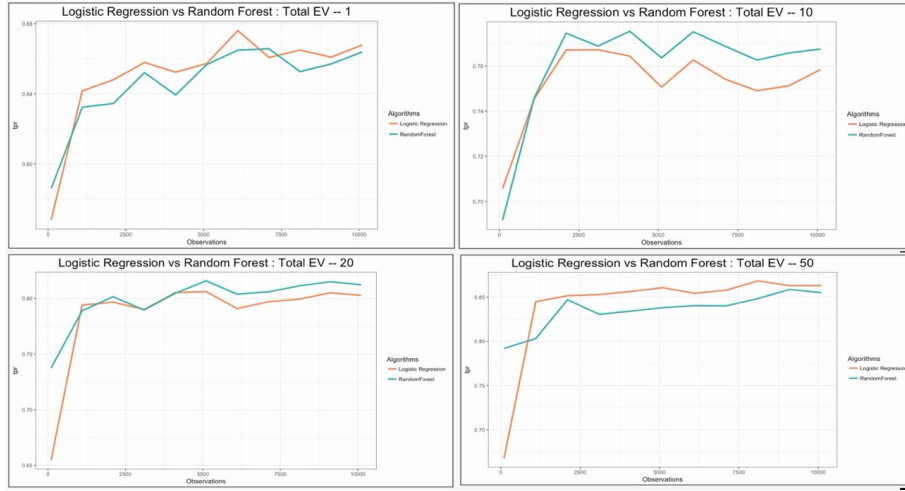 Logistic Regression vs Random Forest : Total EV -- 1
0.68
0.64
0.60
tpr
0
2500
5000
7500
10000
Observations
Algorithms
Logistic Regression
RandomForest
Logistic Regression vs Random Forest : Total EV -- 10
0.76
0.74
0.72
0.70
tpr
0
2500
5000
7500
10000
Observations
Algorithms
Logistic Regression
RandomForest
Logistic Regression vs Random Forest : Total EV -- 20
0.80
0.75
0.70
0.65
tpr
0
2500
5000
7500
10000
Observations
Algorithms
Logistic Regression
RandomForest
Logistic Regression vs Random Forest : Total EV -- 50
0.85
0.80
0.75
0.70
tpr
0
2500
5000
7500
10000
Observations
Algorithms
Logistic Regression
RandomForest